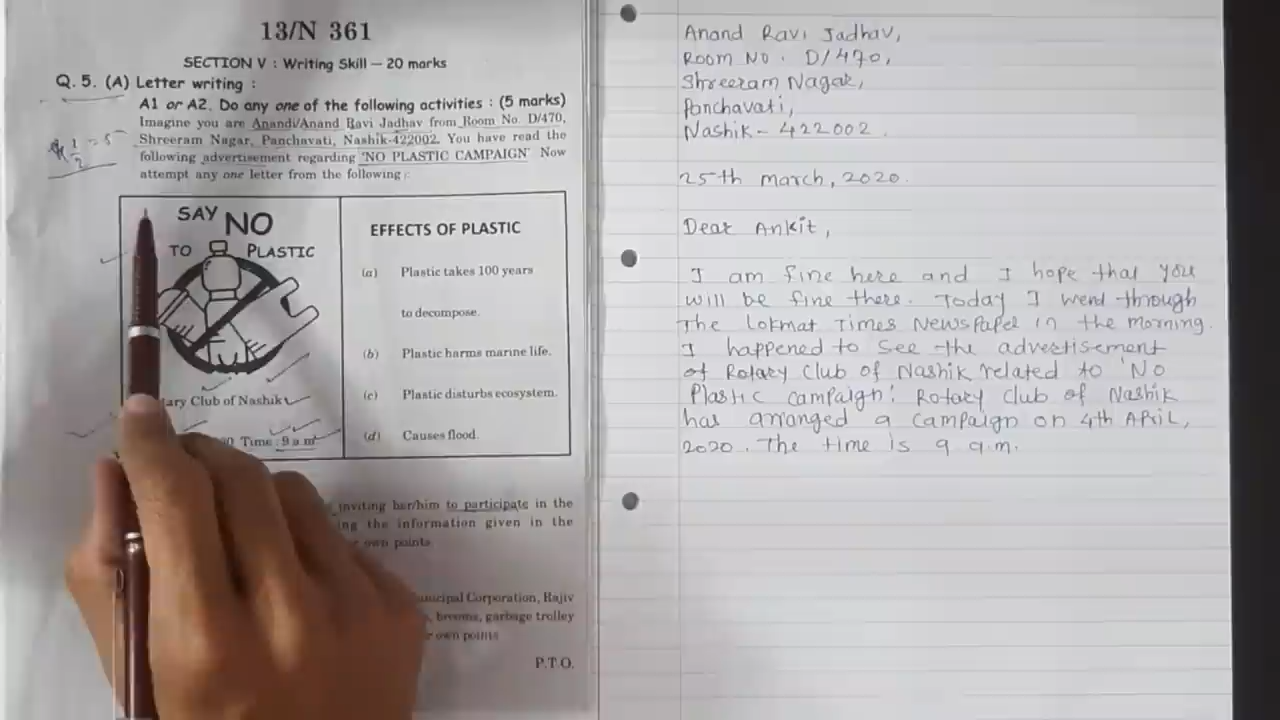 13/N 361
SECTION V : Writing Skill – 20 marks
Q. 5. (A) Letter writing :
A1 or A2. Do any one of the following activities : (5 marks)
Imagine you are Anandi/Anand Ravi Jadhav from Room No. D/470,
Shreeram Nagar, Panchavati, Nashik-422002. You have read the
following advertisement regarding 'NO PLASTIC CAMPAIGN' Now
attempt any one letter from the following :
SAY NO
TO PLASTIC
Club of Nashik
Time : 9 a.m
EFFECTS OF PLASTIC
(a) Plastic takes 100 years
to decompose.
(b) Plastic harms marine life.
(c) Plastic disturbs ecosystem.
(d) Causes flood.
inviting her/him to participate in the
the information given in the
own points
Corporation, Rajiv
brooms, garbage trolley
own points
P.T.O.
Anand Ravi Jadhav,
Room No. D/470,
Shreeram Nagar,
Panchavati,
Nashik - 422002.
25th march, 2020.
Dear Ankit,
I am fine here and I hope that you
will be fine there. Today I went through
The Lokmat Times Newspaper in the morning.
I happened to see the advertisement
of Rotary Club of Nashik related to 'No
Plastic campaign'. Rotary club of Nashik
has arranged a campaign on 4th April,
2020. The time is 9 a.m.